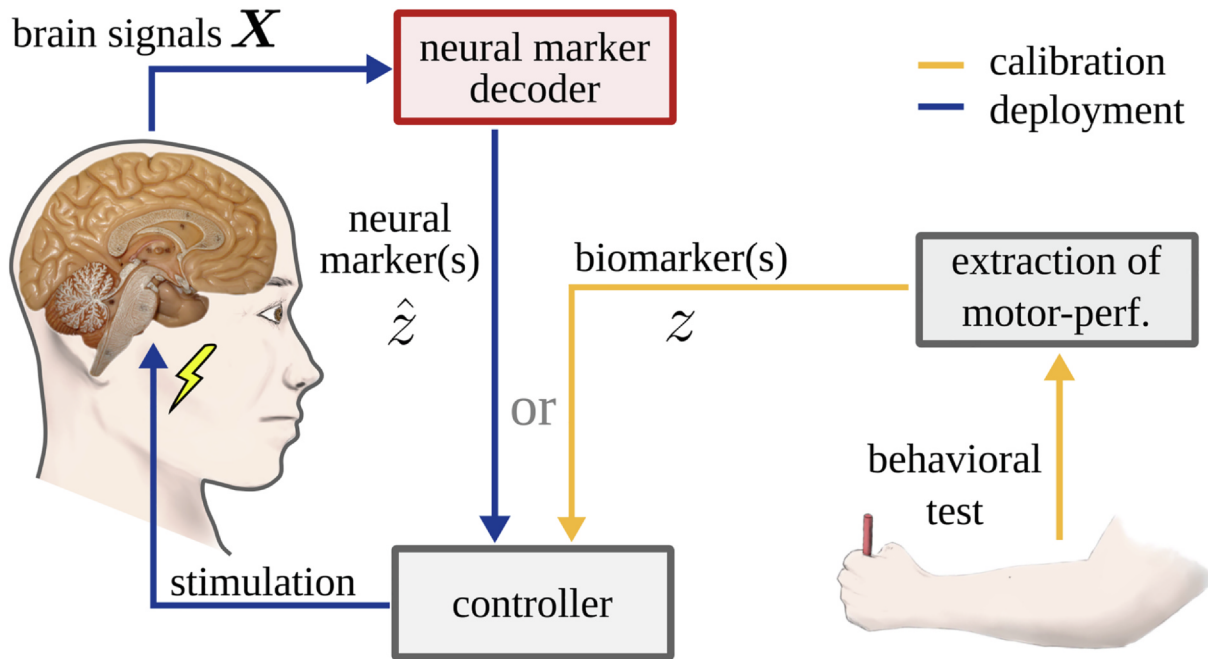 brain signals X
neural marker
decoder
calibration
deployment
neural
marker(s)
ẑ
biomarker(s)
z
extraction of
motor-perf.
or
behavioral
test
stimulation
controller